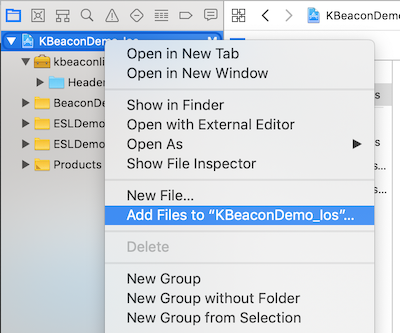 KBeaconDemo
KBeaconDemo_Ios
M
kbeaconli
Header
BeaconDe
ESLDemo
ESLDemo
Products
Open in New Tab
Open in New Window
Show in Finder
Open with External Editor
Open As
Show File Inspector
New File...
Add Files to “KBeaconDemo_Ios”...
Delete
New Group
New Group without Folder
New Group from Selection